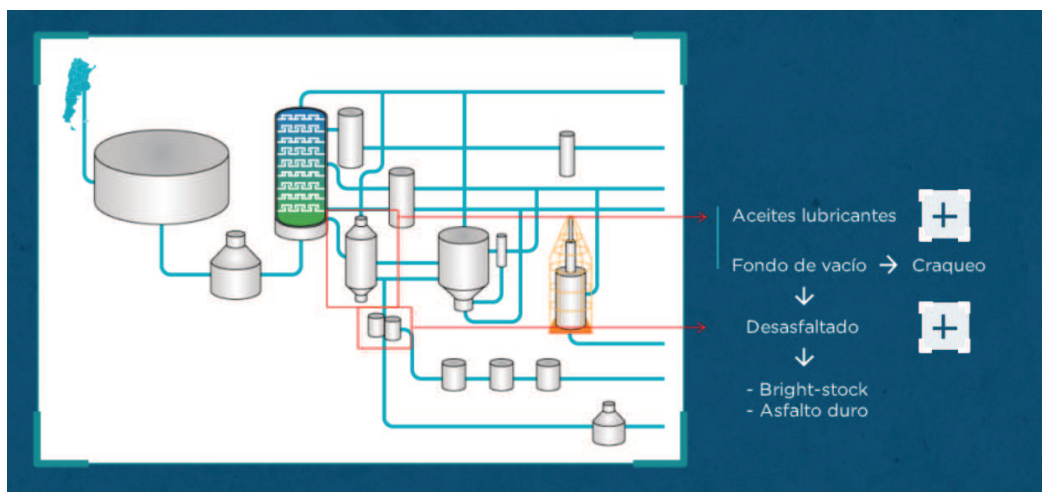 Aceites lubricantes
Fondo de vacío → Craqueo
Desasfaltado
- Bright-stock
- Asfalto duro